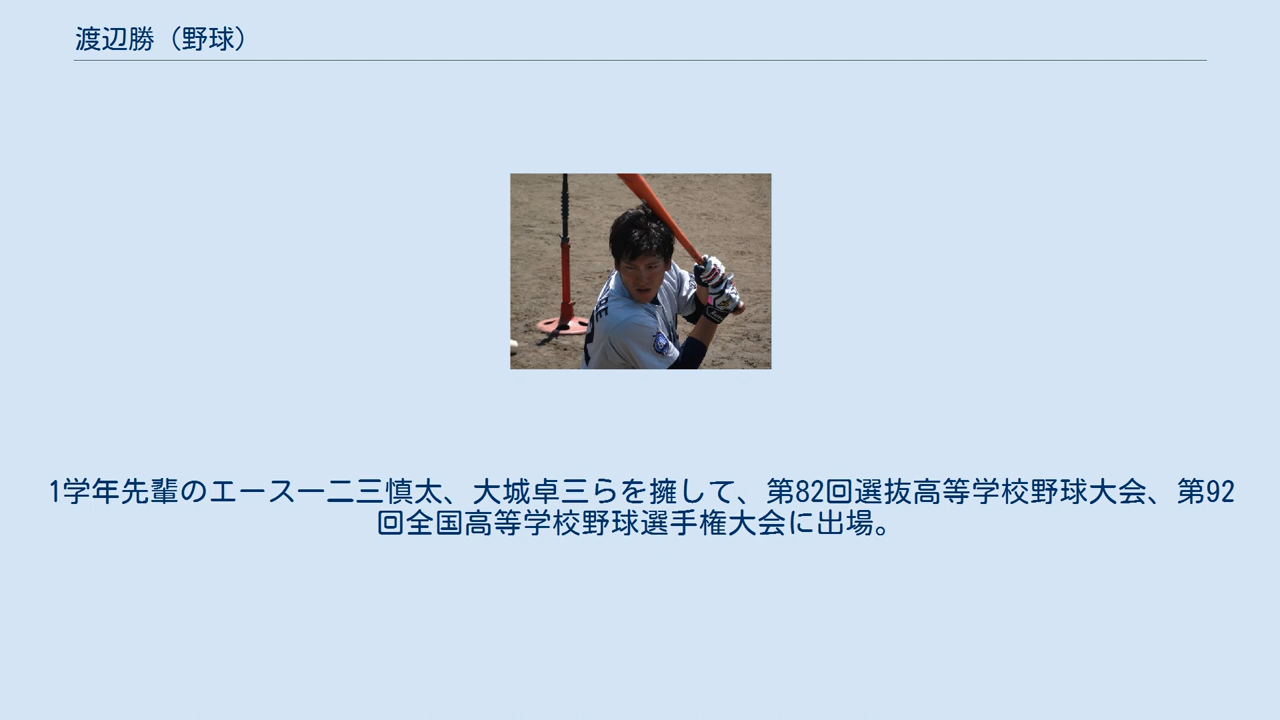 渡辺勝（野球）
1学年先輩のエース一二三慎太、大城卓三らを擁して、第82回選抜高等学校野球大会、第92
回全国高等学校野球選手権大会に出場。